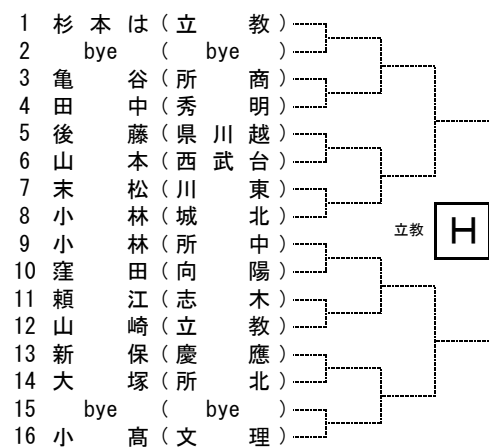 1 杉本は（立教）
2 bye （ bye ）
3 亀谷（所商）
4 田中（秀明）
5 後藤（県川越）
6 山本（西武台）
7 末松（川東）
8 小林（城北）
立教 H
9 小林（所中）
10 窪田（向陽）
11 頼江（志木）
12 山崎（立教）
13 新保（慶應）
14 大塚（所北）
15 bye （ bye ）
16 小髙（文理）